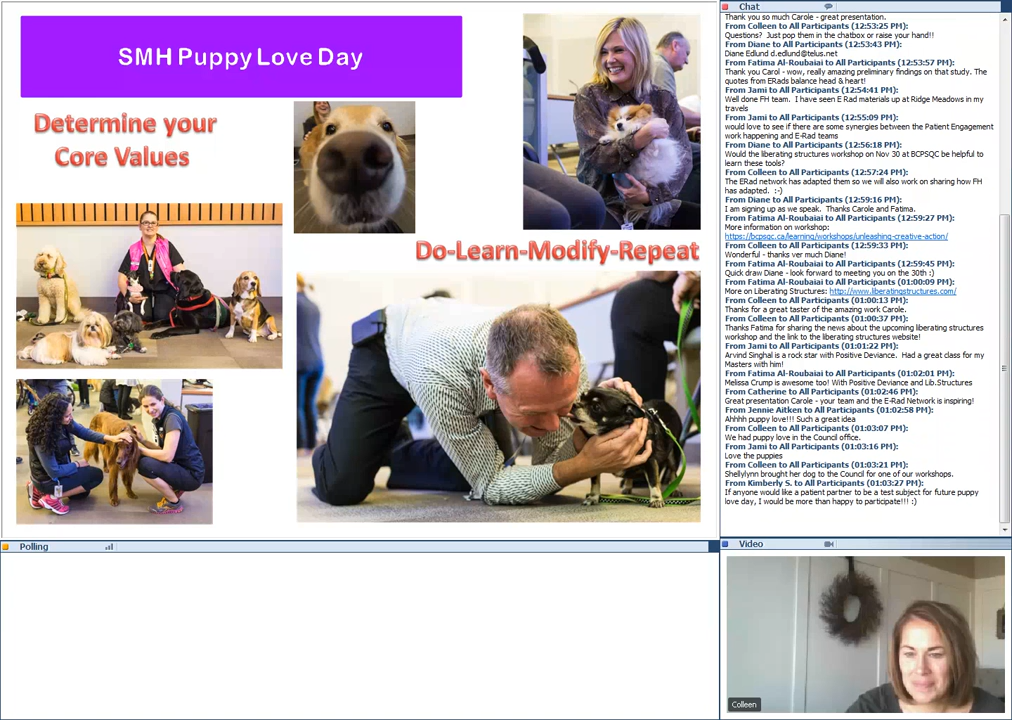 SMH Puppy Love Day
Determine your
Core Values
Do-Learn-Modify-Repeat
Polling
Chat
Thank you so much Carole - great presentation.
From Colleen to All Participants (12:53:25 PM):
Questions?  Just pop them in the chatbox or raise your hand!!
From Diane to All Participants (12:53:43 PM):
Diane Edlund d.edlund@telus.net
From Fatima Al-Roubaiai to All Participants (12:53:57 PM):
Thank you Carol - wow, really amazing preliminary findings on that study. The
quotes from ERads balance head & heart!
From Jami to All Participants (12:54:41 PM):
Well done FH team.  I have seen E Rad materials up at Ridge Meadows in my
travels
From Jami to All Participants (12:55:09 PM):
would love to see if there are some synergies between the Patient Engagement
work happening and E-Rad teams
From Diane to All Participants (12:56:18 PM):
Would the liberating structures workshop on Nov 30 at BCPSQC be helpful to
learn these tools?
From Colleen to All Participants (12:57:24 PM):
The ERad network has adapted them so we will also work on sharing how FH
has adapted.  :-)
From Diane to All Participants (12:59:16 PM):
I am signing up as we speak.  Thanks Carole and Fatima.
From Fatima Al-Roubaiai to All Participants (12:59:27 PM):
More information on workshop:
https://bcpsqc.ca/learning/workshops/unleashing-creative-action/
From Colleen to All Participants (12:59:33 PM):
Wonderful - thanks ver much Diane!
From Fatima Al-Roubaiai to All Participants (12:59:45 PM):
Quick draw Diane - look forward to meeting you on the 30th :)
From Fatima Al-Roubaiai to All Participants (01:00:09 PM):
More on Liberating Structures: http://www.liberatingstructures.com/
From Colleen to All Participants (01:00:13 PM):
Thanks for a great taster of the amazing work Carole.
From Colleen to All Participants (01:00:37 PM):
Thanks Fatima for sharing the news about the upcoming liberating structures
workshop and the link to the liberating structures website!
From Jami to All Participants (01:01:22 PM):
Arvind Singhal is a rock star with Positive Deviance.  Had a great class for my
Masters with him!
From Fatima Al-Roubaiai to All Participants (01:02:01 PM):
Melissa Crump is awesome too! With Positive Deviance and Lib.Structures
From Catherine to All Participants (01:02:46 PM):
Great presentation Carole - your team and the E-Rad Network is inspiring!
From Jennie Aitken to All Participants (01:02:58 PM):
Ahhhh puppy love!!! Such a great idea
From Colleen to All Participants (01:03:07 PM):
We had puppy love in the Council office.
From Jami to All Participants (01:03:16 PM):
Love the puppies
From Colleen to All Participants (01:03:21 PM):
Shellylynn brought her dog to the Council for one of our workshops.
From Kimberly S. to All Participants (01:03:27 PM):
If anyone would like a patient partner to be a test subject for future puppy
love day, I would be more than happy to participate!!! :)
Video
Colleen